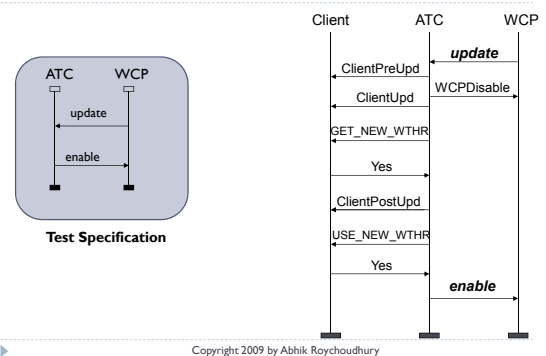 ATC WCP
update
enable
Test Specification
Client ATC WCP
update
ClientPreUpd
WCPDisable
ClientUpd
GET_NEW_WTHR
Yes
ClientPostUpd
USE_NEW_WTHR
Yes
enable
Copyright 2009 by Abhik Roychoudhury